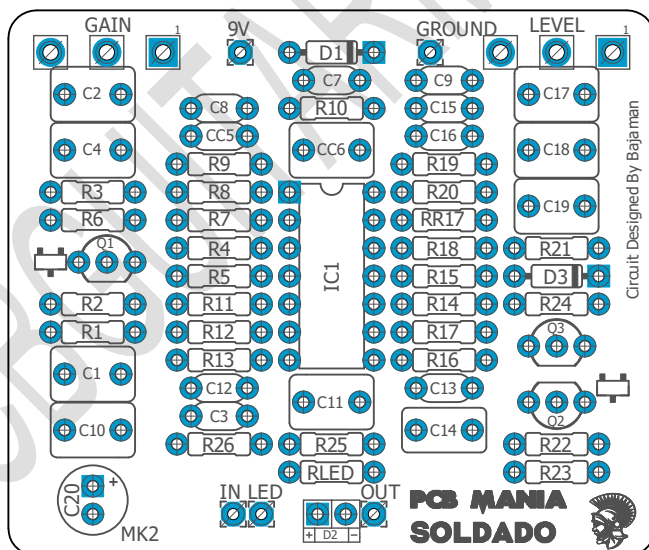 GAIN
1
9V
GROUND
LEVEL
1
D1
C2
C7
C9
C17
C8
R10
C15
CC5
C16
C4
CC6
C18
R9
R19
R3
R8
R20
C19
R6
R7
RR17
Q1
R4
R18
R21
IC1
R5
R15
D3
R2
R11
R14
R24
R1
R12
R17
Q3
R13
R16
C1
C12
C13
C3
C11
Q2
C10
C14
R26
R25
R22
RLED
R23
C20
+
MK2
IN LED
+ D2 −
OUT
PCB MANIA
SOLDADO
Circuit Designed By Bajaman